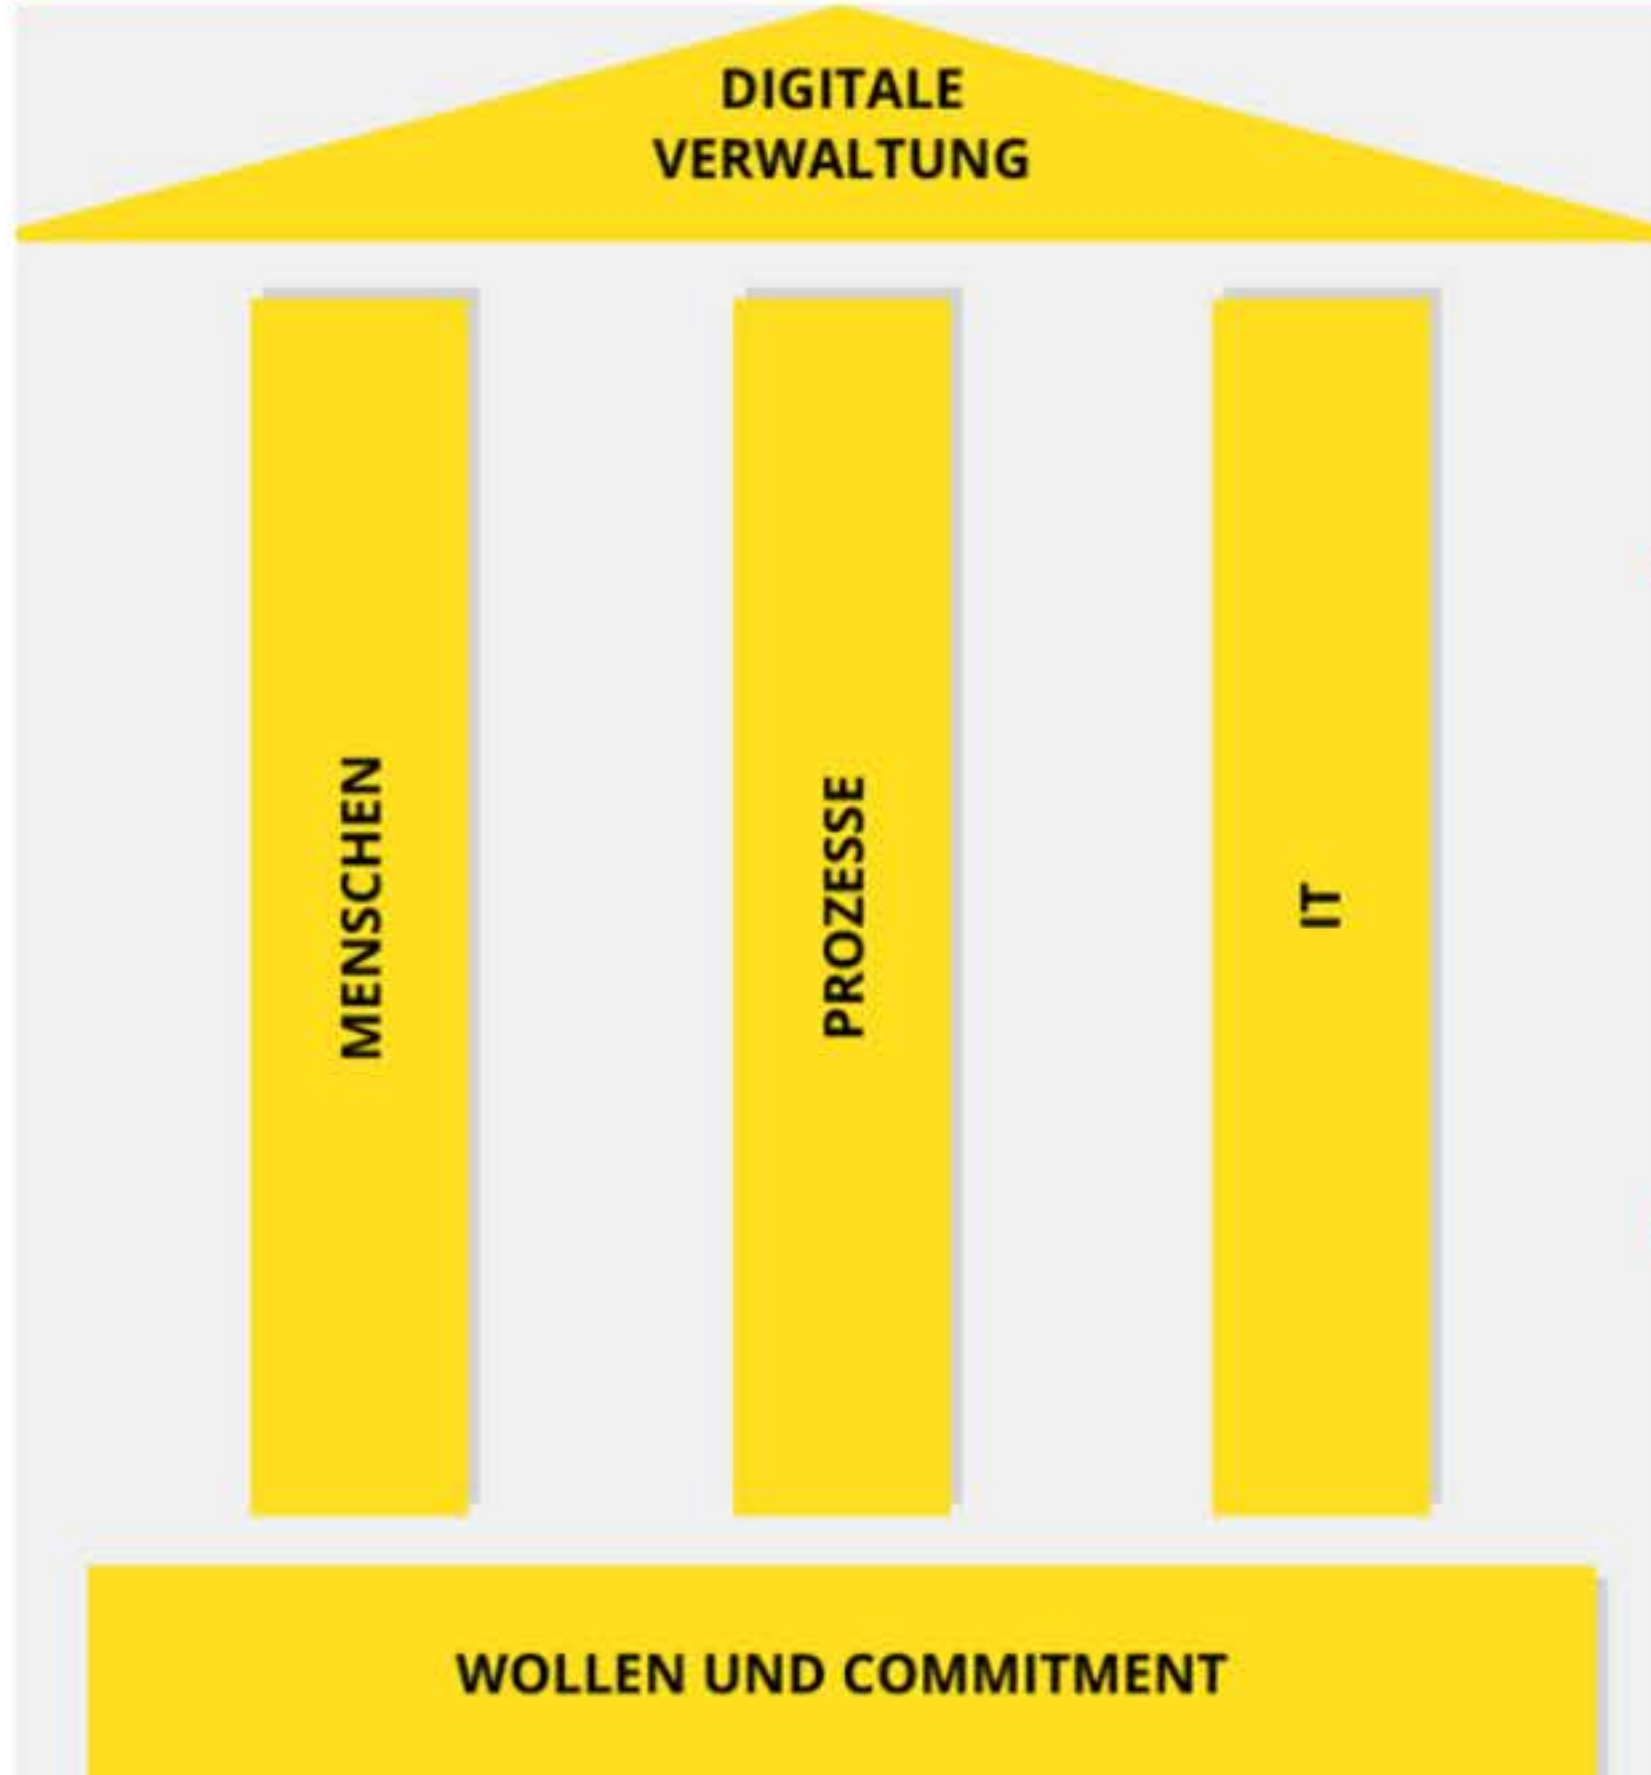 DIGITALE
VERWALTUNG
MENSCHEN
PROZESSE
IT
WOLLEN UND COMMITMENT